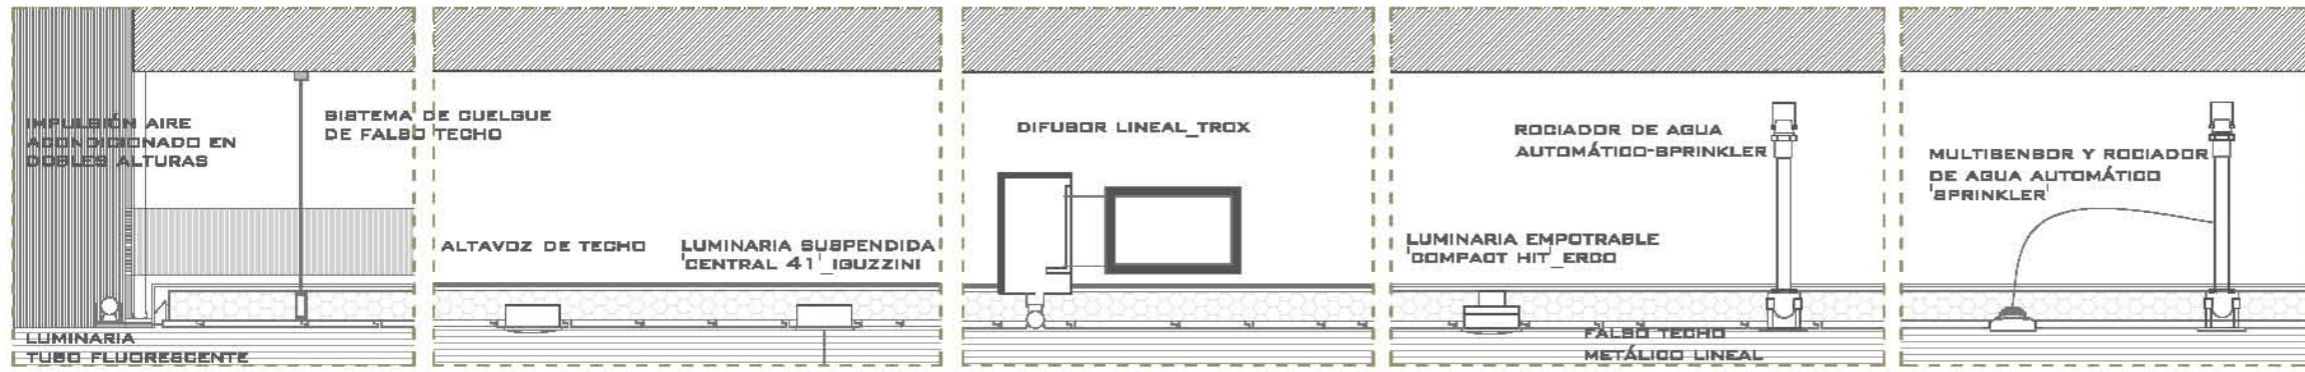 IMPULSIÓN AIRE
ACONDICIONADO EN
DOBLES ALTURAS
SISTEMA DE CUELGUE
DE FALSO TECHO
LUMINARIA
TUBO FLUORESCENTE
ALTAVOZ DE TECHO
LUMINARIA SUSPENDIDA
'CENTRAL 41'_IGUZZINI
DIFUSOR LINEAL_TROX
ROCIADOR DE AGUA
AUTOMÁTICO-SPRINKLER
LUMINARIA EMPOTRABLE
'COMPACT HIT'_ERCO
FALSO TECHO
METÁLICO LINEAL
MULTISENSOR Y ROCIADOR
DE AGUA AUTOMÁTICO
'SPRINKLER'